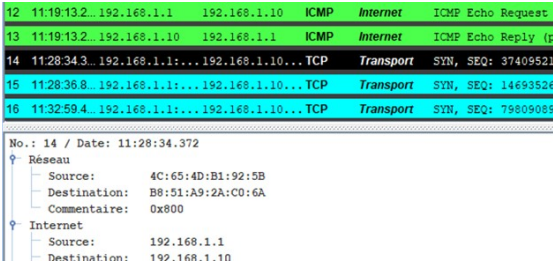 12 11:19:13.2... 192.168.1.1 192.168.1.10 ICMP Internet ICMP Echo Request
13 11:19:13.2... 192.168.1.10 192.168.1.1 ICMP Internet ICMP Echo Reply (p
14 11:28:34.3... 192.168.1.1:... 192.168.1.10... TCP Transport SYN, SEQ: 37409521
15 11:28:36.8... 192.168.1.1:... 192.168.1.10... TCP Transport SYN, SEQ: 14693526
16 11:32:59.4... 192.168.1.1:... 192.168.1.10... TCP Transport SYN, SEQ: 79809089
No.: 14 / Date: 11:28:34.372
Réseau
Source: 4C:65:4D:B1:92:5B
Destination: B8:51:A9:2A:C0:6A
Commentaire: 0x800
Internet
Source: 192.168.1.1
Destination: 192.168.1.10